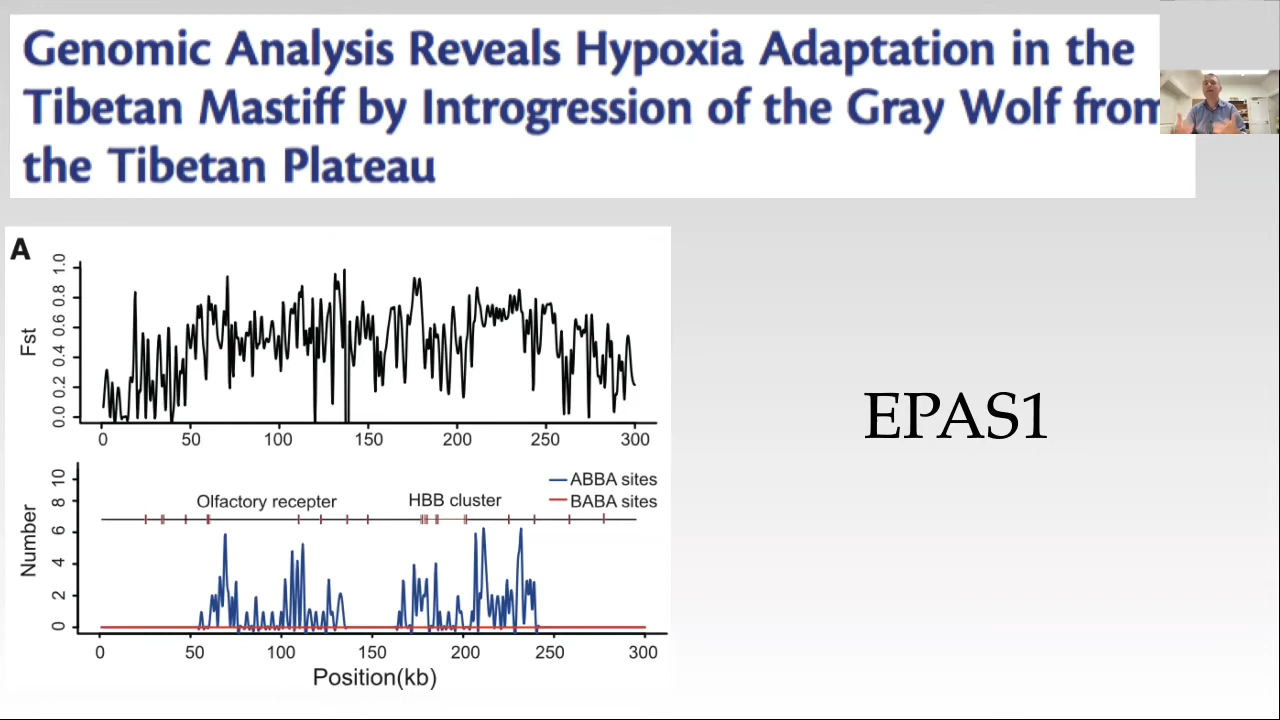 Genomic Analysis Reveals Hypoxia Adaptation in the
Tibetan Mastiff by Introgression of the Gray Wolf from
the Tibetan Plateau
A
Fst
0.0 0.2 0.4 0.6 0.8 1.0
0 50 100 150 200 250 300
EPAS1
Number
0 2 4 6 8 10
ABBA sites
BABA sites
Olfactory recepter
HBB cluster
0 50 100 150 200 250 300
Position(kb)